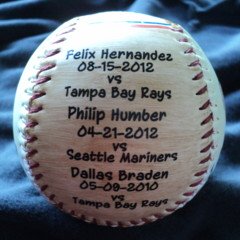 Felix Hernandez
08-15-2012
vs
Tampa Bay Rays
Philip Humber
04-21-2012
vs
Seattle Mariners
Dallas Braden
05-09-2010
vs
Tampa Bay Rays